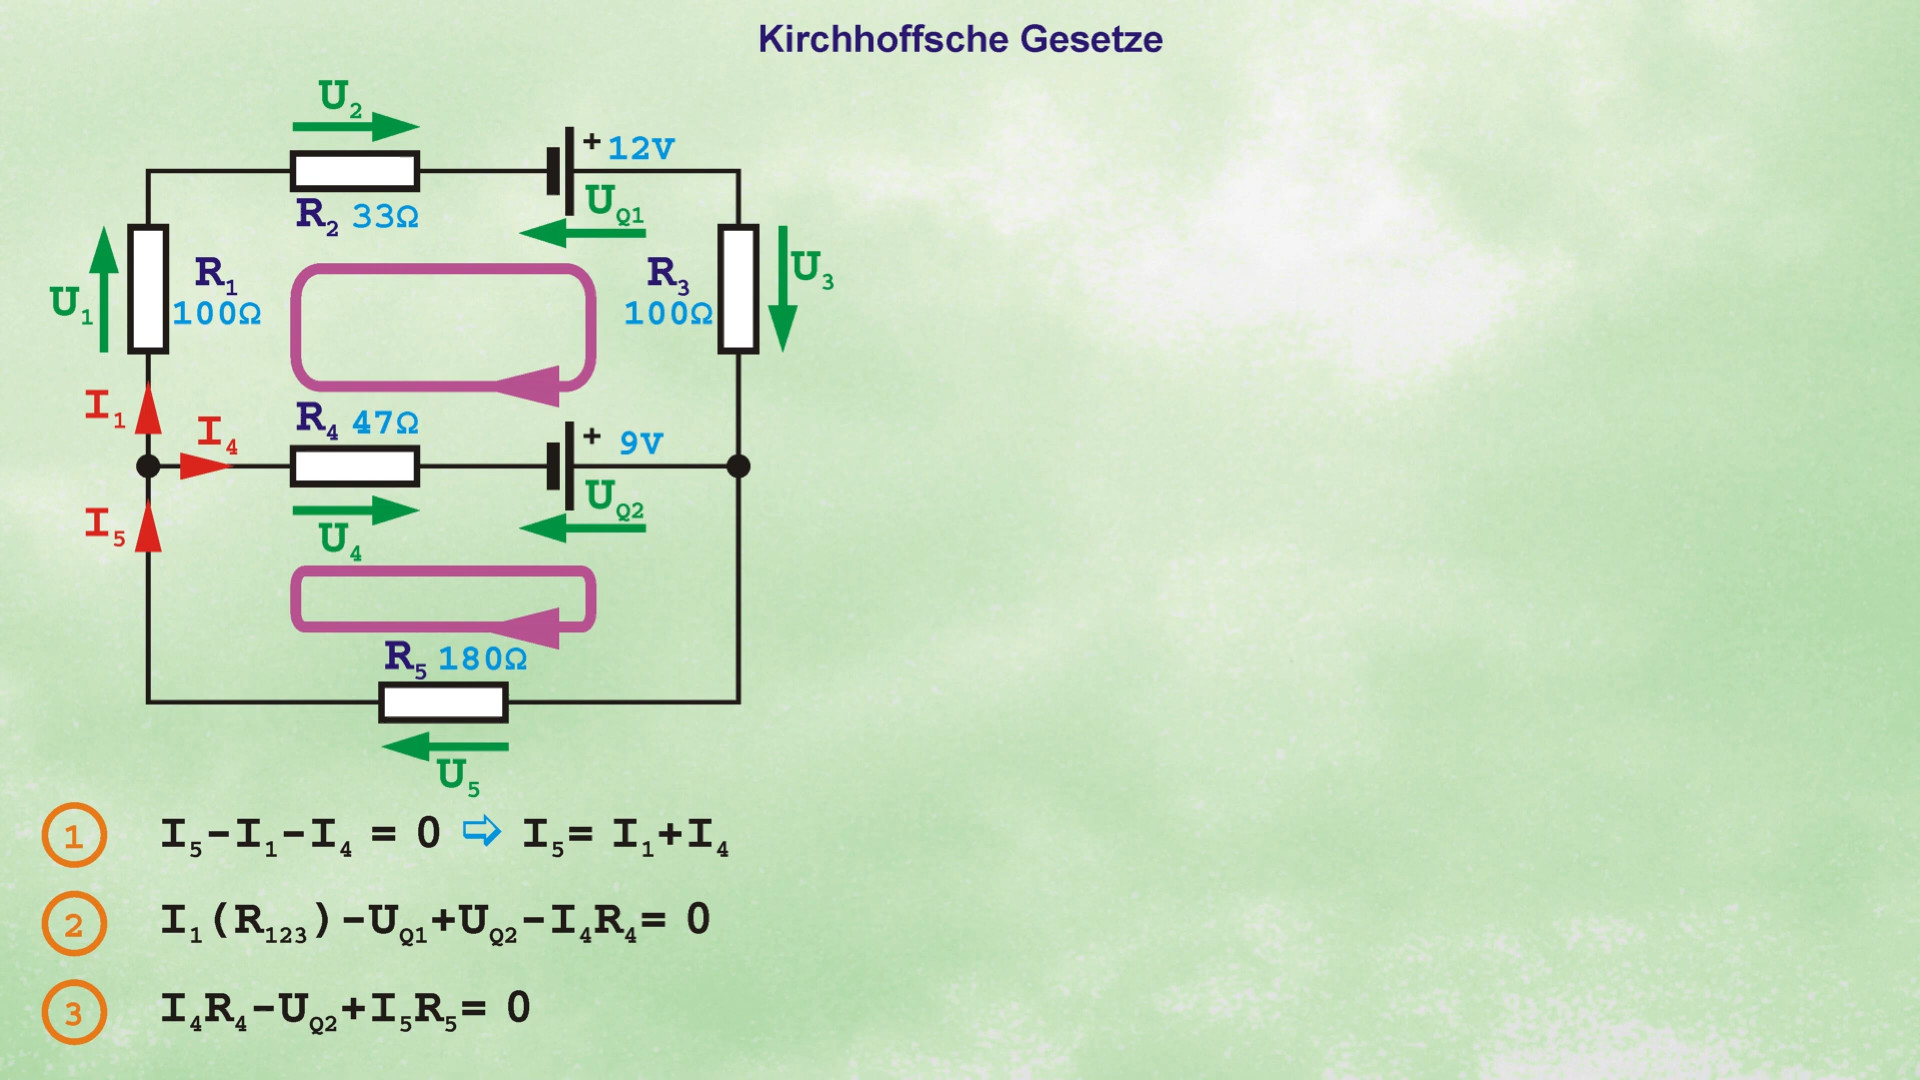 Kirchhoffsche Gesetze
U2
+ 12V
UQ1
R2 33Ω
U1
R1
100Ω
R3
100Ω
U3
I1
I4
R4 47Ω
+ 9V
UQ2
U4
I5
R5 180Ω
U5
1 I5-I1-I4 = 0 ⇨ I5= I1+I4
2 I1(R123)-UQ1+UQ2-I4R4= 0
3 I4R4-UQ2+I5R5= 0